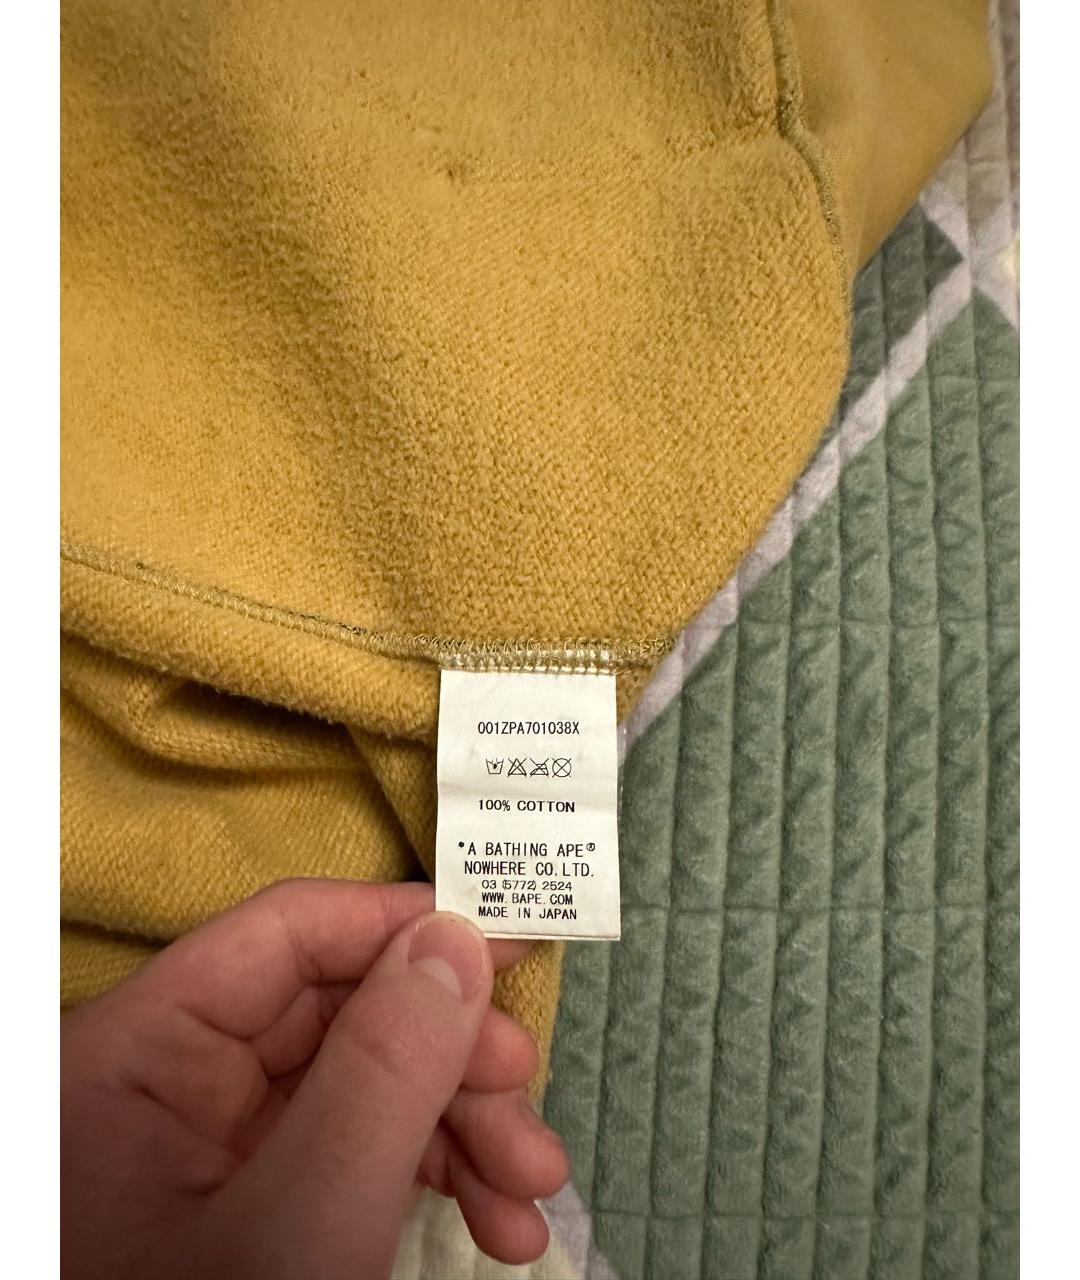 001ZPA701038X
100% COTTON
*A BATHING APE®
NOWHERE CO,LTD.
03 (5772) 2524
WWW. BAPE. COM
MADE IN JAPAN